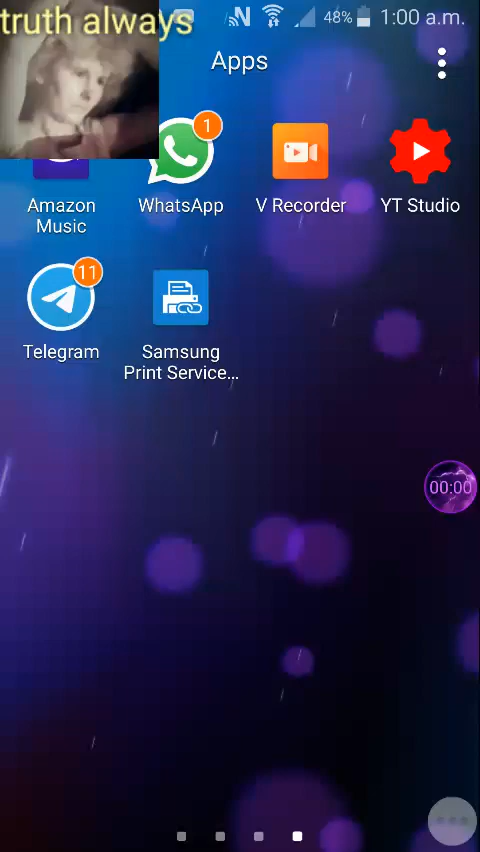 truth always
48% 1:00 a.m.
Apps
1
Amazon
Music
WhatsApp
V Recorder
YT Studio
11
Telegram
Samsung
Print Service...
00:00